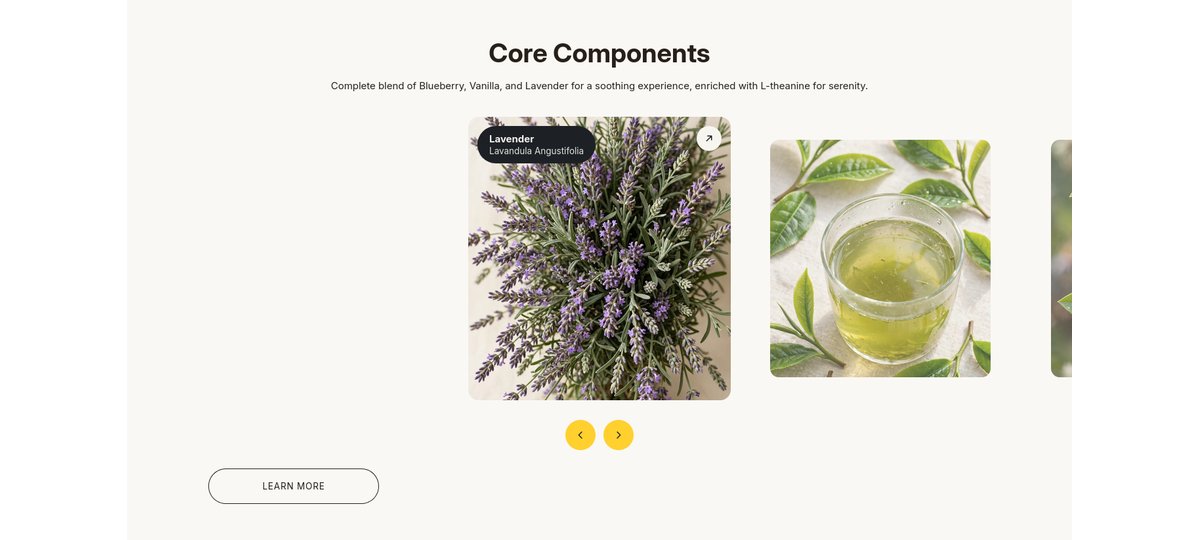 Core Components
Complete blend of Blueberry, Vanilla, and Lavender for a soothing experience, enriched with L-theanine for serenity.
Lavender
Lavandula Angustifolia
LEARN MORE